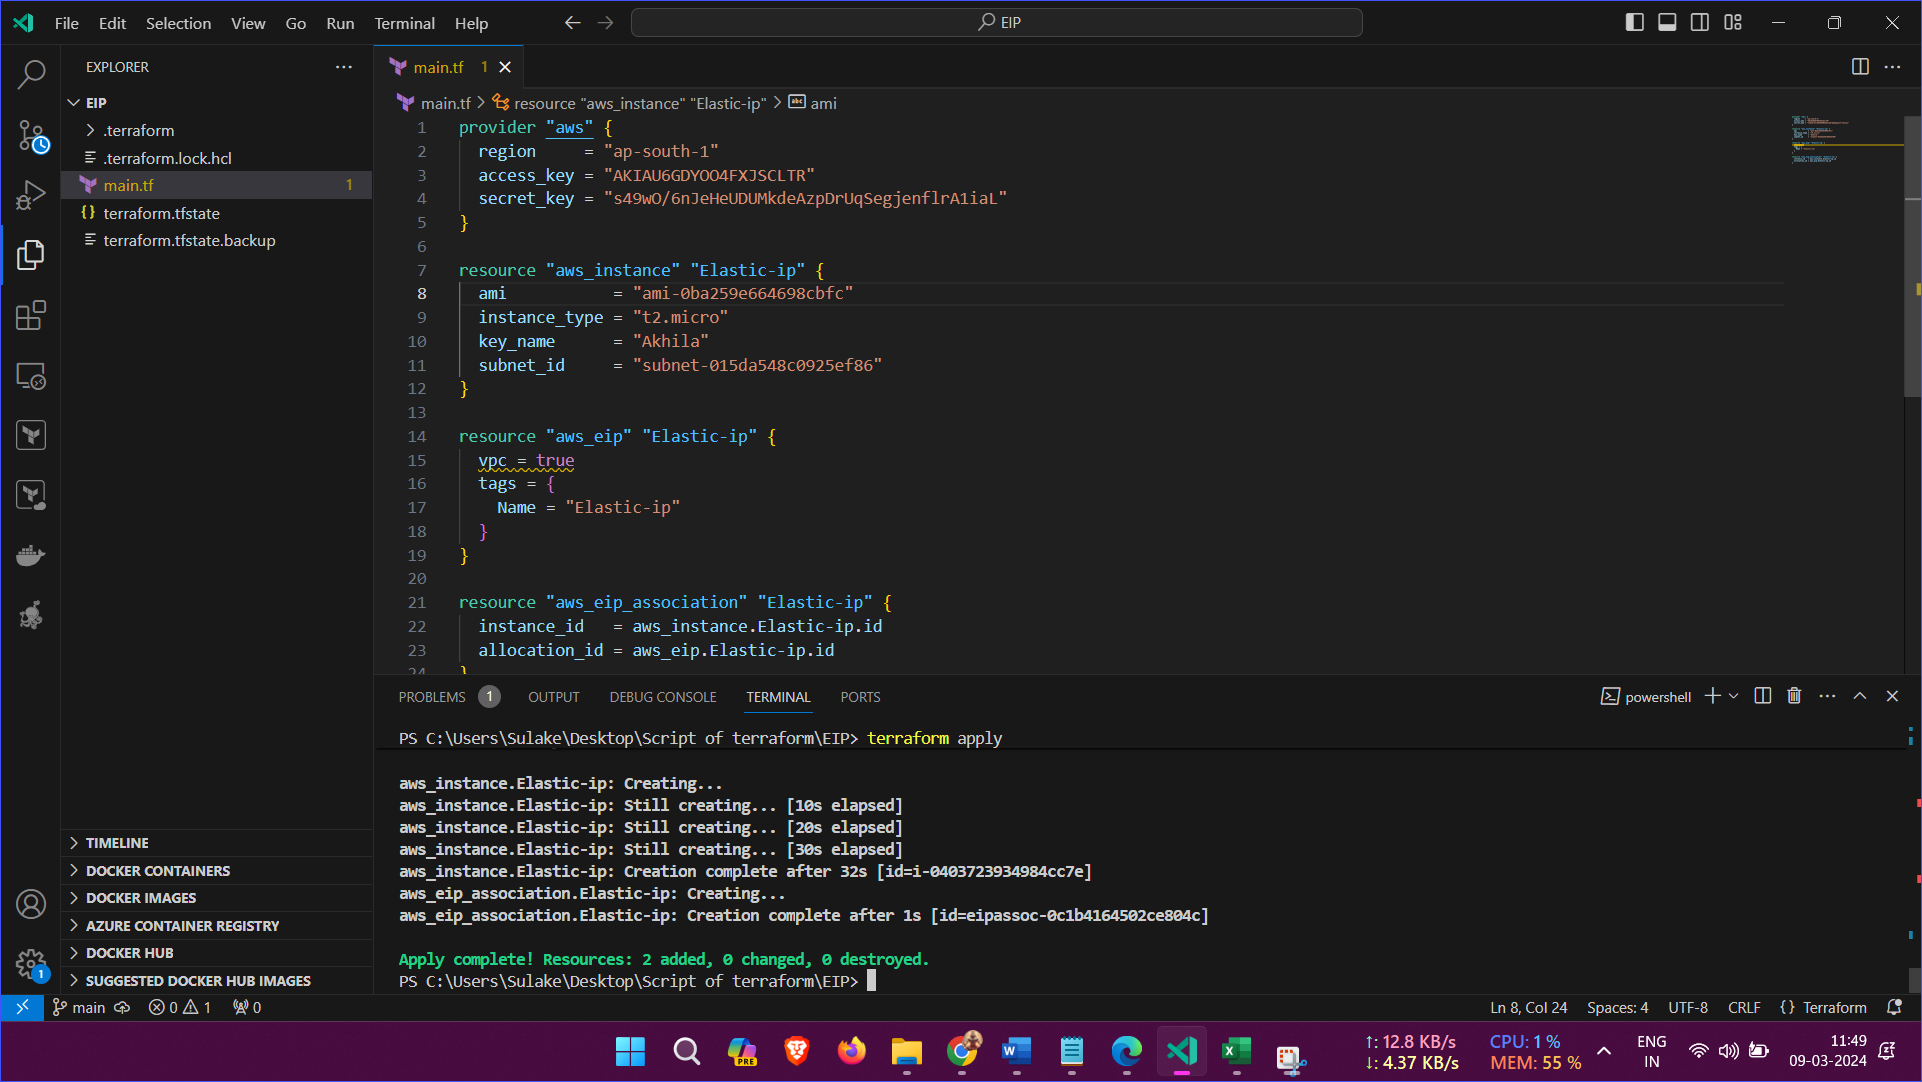 File Edit Selection View Go Run Terminal Help
EIP
EXPLORER
EIP
.terraform
.terraform.lock.hcl
main.tf 1
terraform.tfstate
terraform.tfstate.backup
TIMELINE
DOCKER CONTAINERS
DOCKER IMAGES
AZURE CONTAINER REGISTRY
DOCKER HUB
SUGGESTED DOCKER HUB IMAGES
1
main.tf 1
main.tf > resource "aws_instance" "Elastic-ip" > abc ami
1 provider "aws" {
2 region = "ap-south-1"
3 access_key = "AKIAU6GDYOO4FXJSCLTR"
4 secret_key = "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"
5 }
6
7 resource "aws_instance" "Elastic-ip" {
8 ami = "ami-0ba259e664698cbfc"
9 instance_type = "t2.micro"
10 key_name = "Akhila"
11 subnet_id = "subnet-015da548c0925ef86"
12 }
13
14 resource "aws_eip" "Elastic-ip" {
15 vpc = true
16 tags = {
17 Name = "Elastic-ip"
18 }
19 }
20
21 resource "aws_eip_association" "Elastic-ip" {
22 instance_id = aws_instance.Elastic-ip.id
23 allocation_id = aws_eip.Elastic-ip.id
24 }
PROBLEMS 1 OUTPUT DEBUG CONSOLE TERMINAL PORTS
powershell
PS C:\Users\Sulake\Desktop\Script of terraform\EIP> terraform apply
aws_instance.Elastic-ip: Creating...
aws_instance.Elastic-ip: Still creating... [10s elapsed]
aws_instance.Elastic-ip: Still creating... [20s elapsed]
aws_instance.Elastic-ip: Still creating... [30s elapsed]
aws_instance.Elastic-ip: Creation complete after 32s [id=i-0403723934984cc7e]
aws_eip_association.Elastic-ip: Creating...
aws_eip_association.Elastic-ip: Creation complete after 1s [id=eipassoc-0c1b4164502ce804c]
Apply complete! Resources: 2 added, 0 changed, 0 destroyed.
PS C:\Users\Sulake\Desktop\Script of terraform\EIP>
main 0 1 0
Ln 8, Col 24 Spaces: 4 UTF-8 CRLF {} Terraform
PRE
↑: 12.8 KB/s
↓: 4.37 KB/s
CPU: 1 %
MEM: 55 %
ENG
IN
11:49
09-03-2024